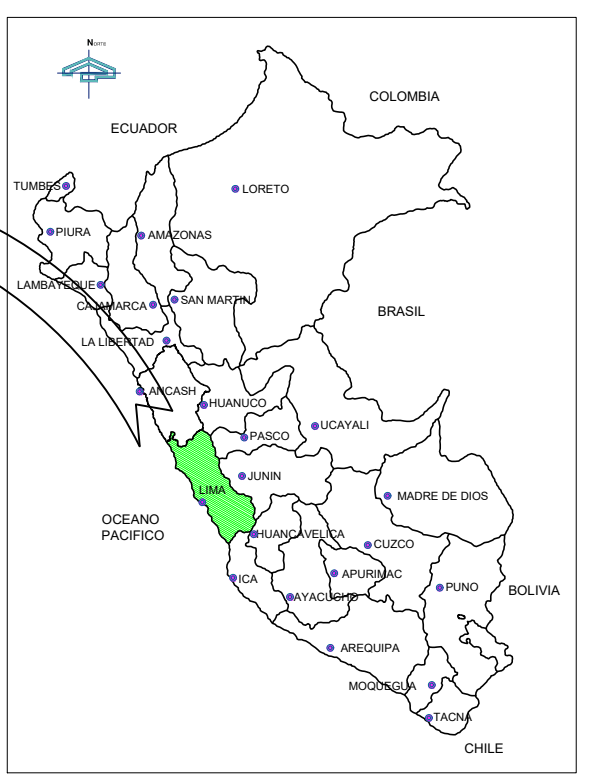 NORTE
COLOMBIA
ECUADOR
TUMBES
LORETO
PIURA
AMAZONAS
LAMBAYEQUE
SAN MARTIN
CAJAMARCA
BRASIL
LA LIBERTAD
ANCASH
HUANUCO
UCAYALI
PASCO
JUNIN
LIMA
MADRE DE DIOS
OCEANO
PACIFICO
HUANCAVELICA
CUZCO
ICA
APURIMAC
PUNO
BOLIVIA
AYACUCHO
AREQUIPA
MOQUEGUA
TACNA
CHILE